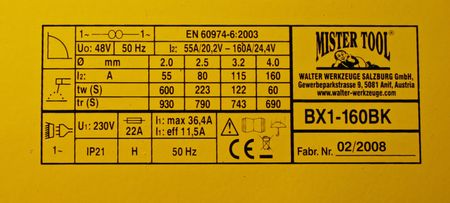 1~ 1~ EN 60974-6:2003
U₀: 48V 50 Hz I₂: 55A/20,2V – 160A/24,4V
Ø mm 2.0 2.5 3.2 4.0
I₂: A 55 80 115 160
tw (S) 600 223 122 60
tr (S) 930 790 743 690
1~ U₁: 230V 22A I₁: max 36,4A
I₁: eff 11,5A
IP21 H 50 Hz
CE
MISTER TOOL
WALTER WERKZEUGE SALZBURG GmbH,
Gewerbeparkstrasse 9, 5081 Anif, Austria
www.walter-werkzeuge.com
BX1-160BK
Fabr. Nr. 02/2008